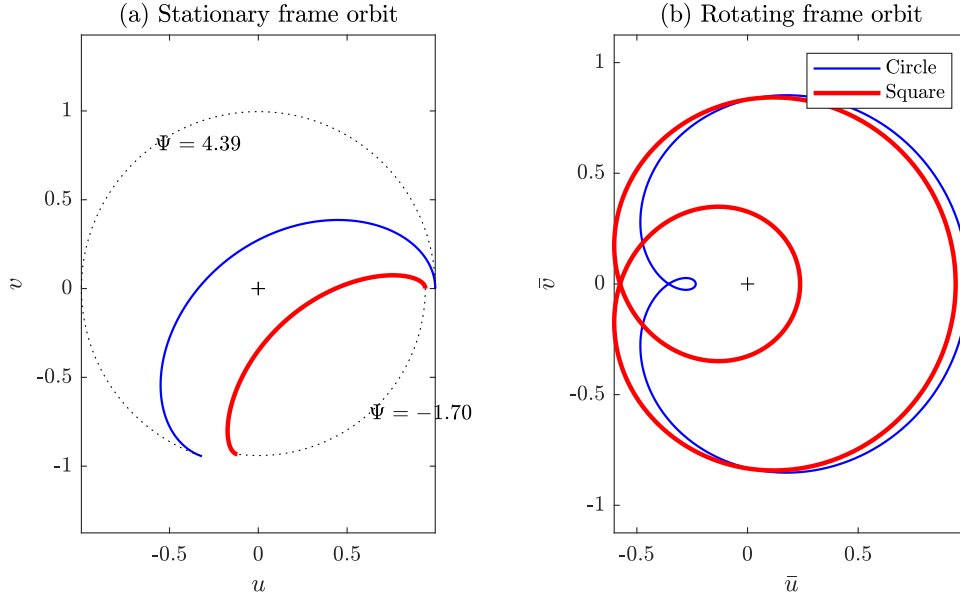 (a) Stationary frame orbit
1
0.5
0
-0.5
-1
v
Ψ = 4.39
Ψ = −1.70
-0.5
0
0.5
u
(b) Rotating frame orbit
Circle
Square
1
0.5
0
-0.5
-1
v̄
-0.5
0
0.5
ū